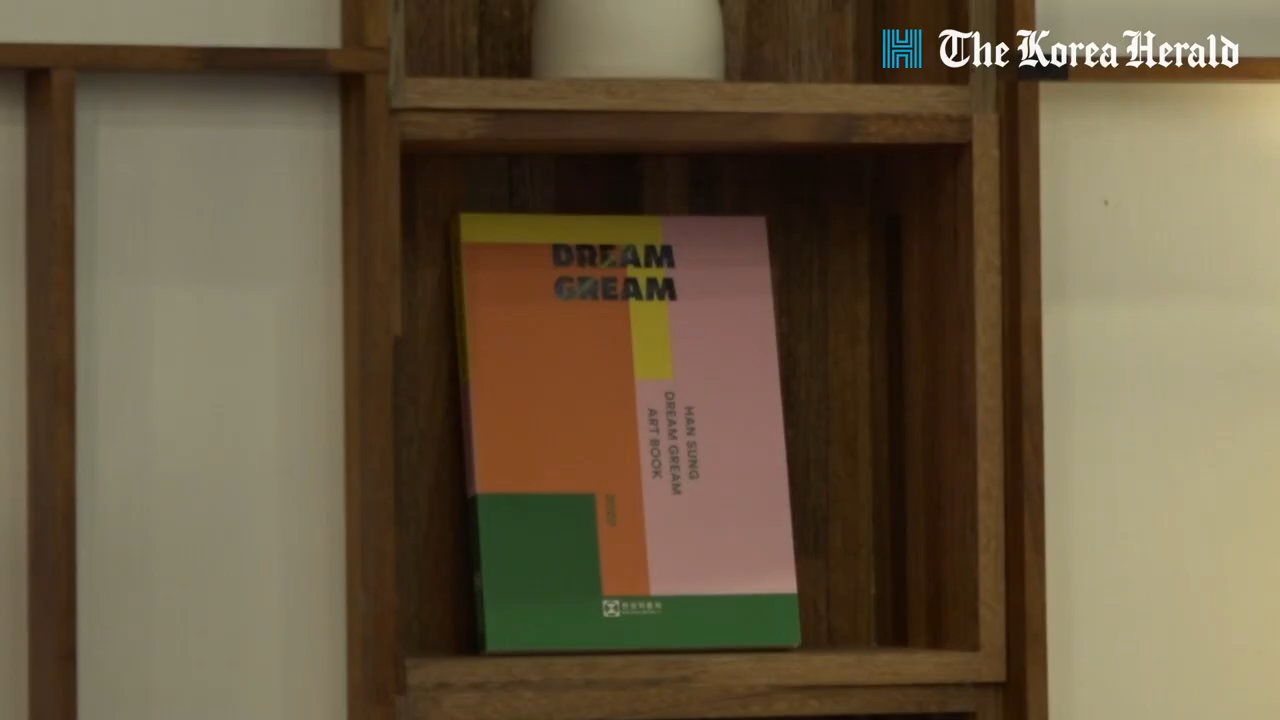 The Korea Herald
DREAM
GREAM
HAN SUNG
DREAM GREAM
ART BOOK